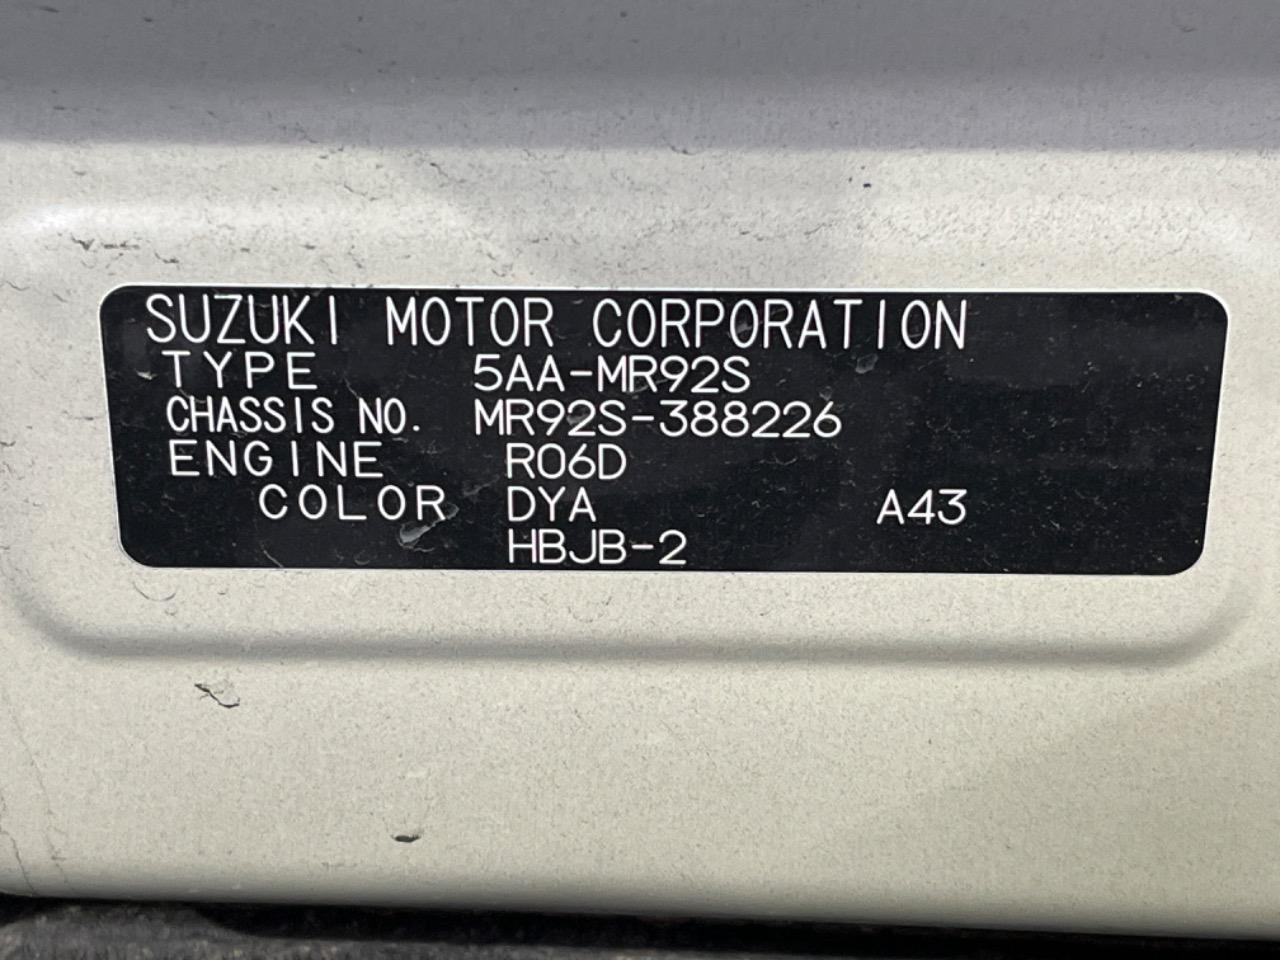 SUZUKI MOTOR CORPORATION
TYPE 5AA-MR92S
CHASSIS NO. MR92S-388226
ENGINE R06D
COLOR DYA A43
HBJB-2